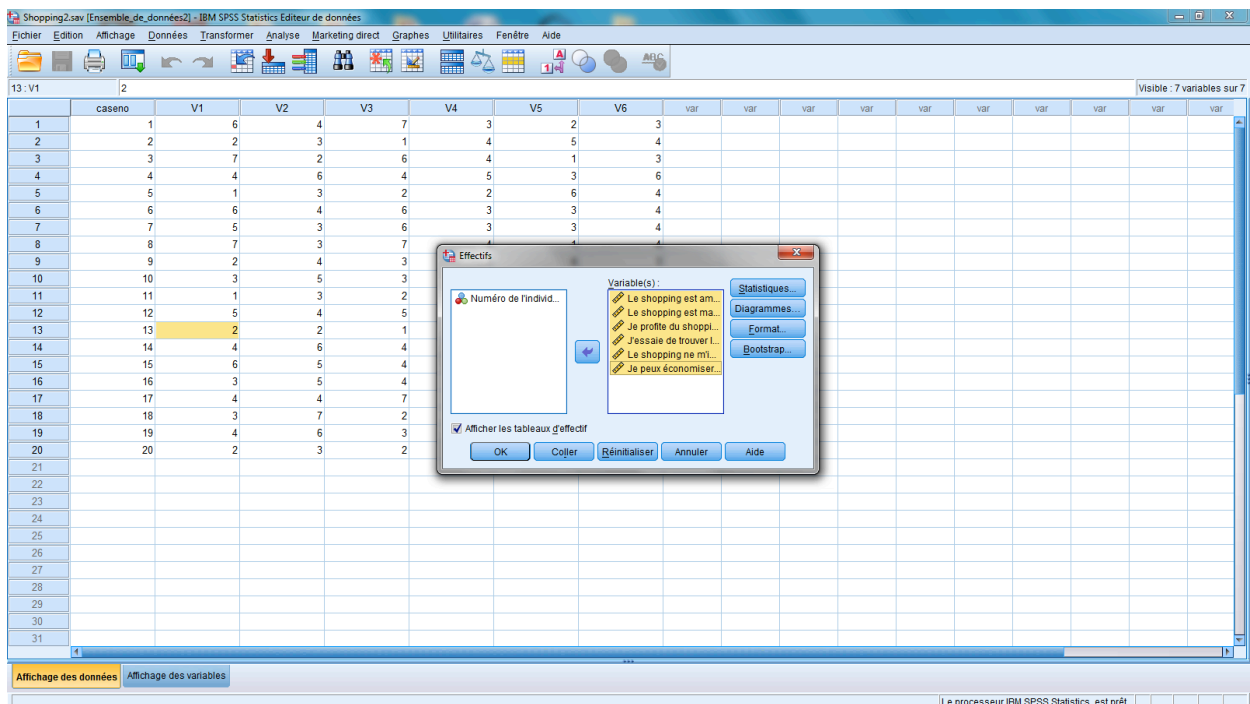 Shopping2.sav [Ensemble_de_données2] - IBM SPSS Statistics Editeur de données
Fichier Edition Affichage Données Transformer Analyse Marketing direct Graphes Utilitaires Fenêtre Aide
13 : V1 2 Visible : 7 variables sur 7
caseno V1 V2 V3 V4 V5 V6 var var var var var var var var
1 1 6 4 7 3 2 3
2 2 2 3 1 4 5 4
3 3 7 2 6 4 1 3
4 4 4 6 4 5 3 6
5 5 1 3 2 2 6 4
6 6 6 4 6 3 3 4
7 7 5 3 6 3 3 4
8 8 7 3 7
9 9 2 4 3
10 10 3 5 3
11 11 1 3 2
12 12 5 4 5
13 13 2 2 1
14 14 4 6 4
15 15 6 5 4
16 16 3 5 4
17 17 4 4 7
18 18 3 7 2
19 19 4 6 3
20 20 2 3 2
21
22
23
24
25
26
27
28
29
30
31
Effectifs
Variable(s) :
Numéro de l'individ...
Le shopping est am...
Le shopping est ma...
Je profite du shoppi...
J'essaie de trouver l...
Le shopping ne m'i...
Je peux économiser...
Statistiques...
Diagrammes...
Format...
Bootstrap...
Afficher les tableaux d'effectif
OK Coller Réinitialiser Annuler Aide
Affichage des données Affichage des variables
Le processeur IBM SPSS Statistics est prêt